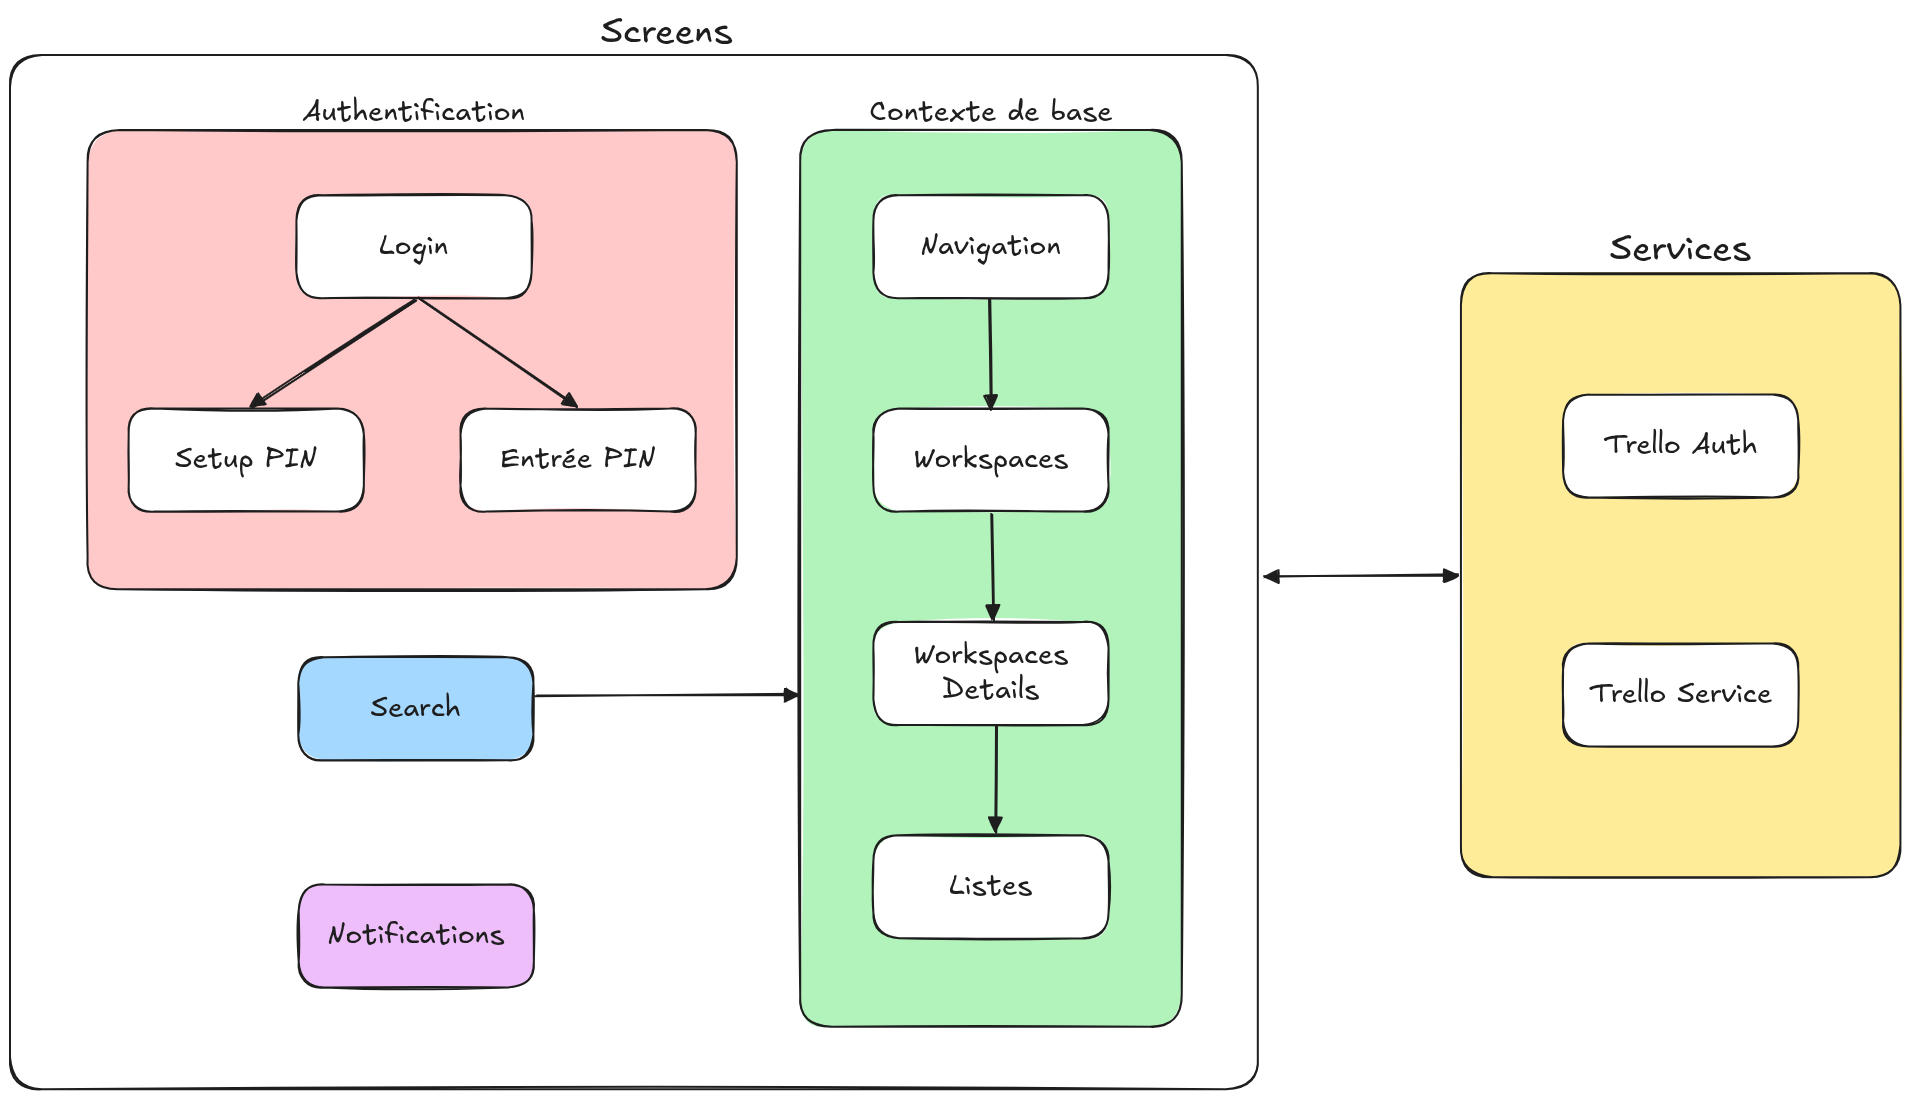 Screens
Authentification
Login
Setup PIN
Entrée PIN
Search
Notifications
Contexte de base
Navigation
Workspaces
Workspaces
Details
Listes
Services
Trello Auth
Trello Service